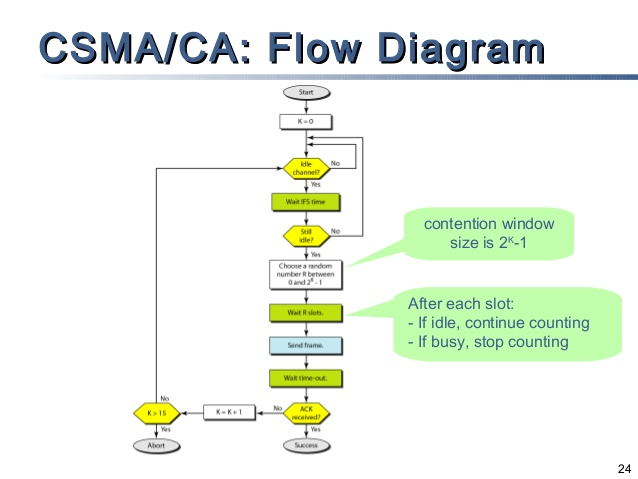 CSMA/CA: Flow Diagram
Start
K = 0
Idle
channel?
No
Yes
Wait IFS time
Still
idle?
No
Yes
contention window
size is 2ᴷ-1
Choose a random
number R between
0 and 2ᴷ - 1
After each slot:
- If idle, continue counting
- If busy, stop counting
Wait R slots.
Send frame.
Wait time-out.
No
K > 15
K = K + 1
No
ACK
received?
Yes
Yes
Abort
Success
24